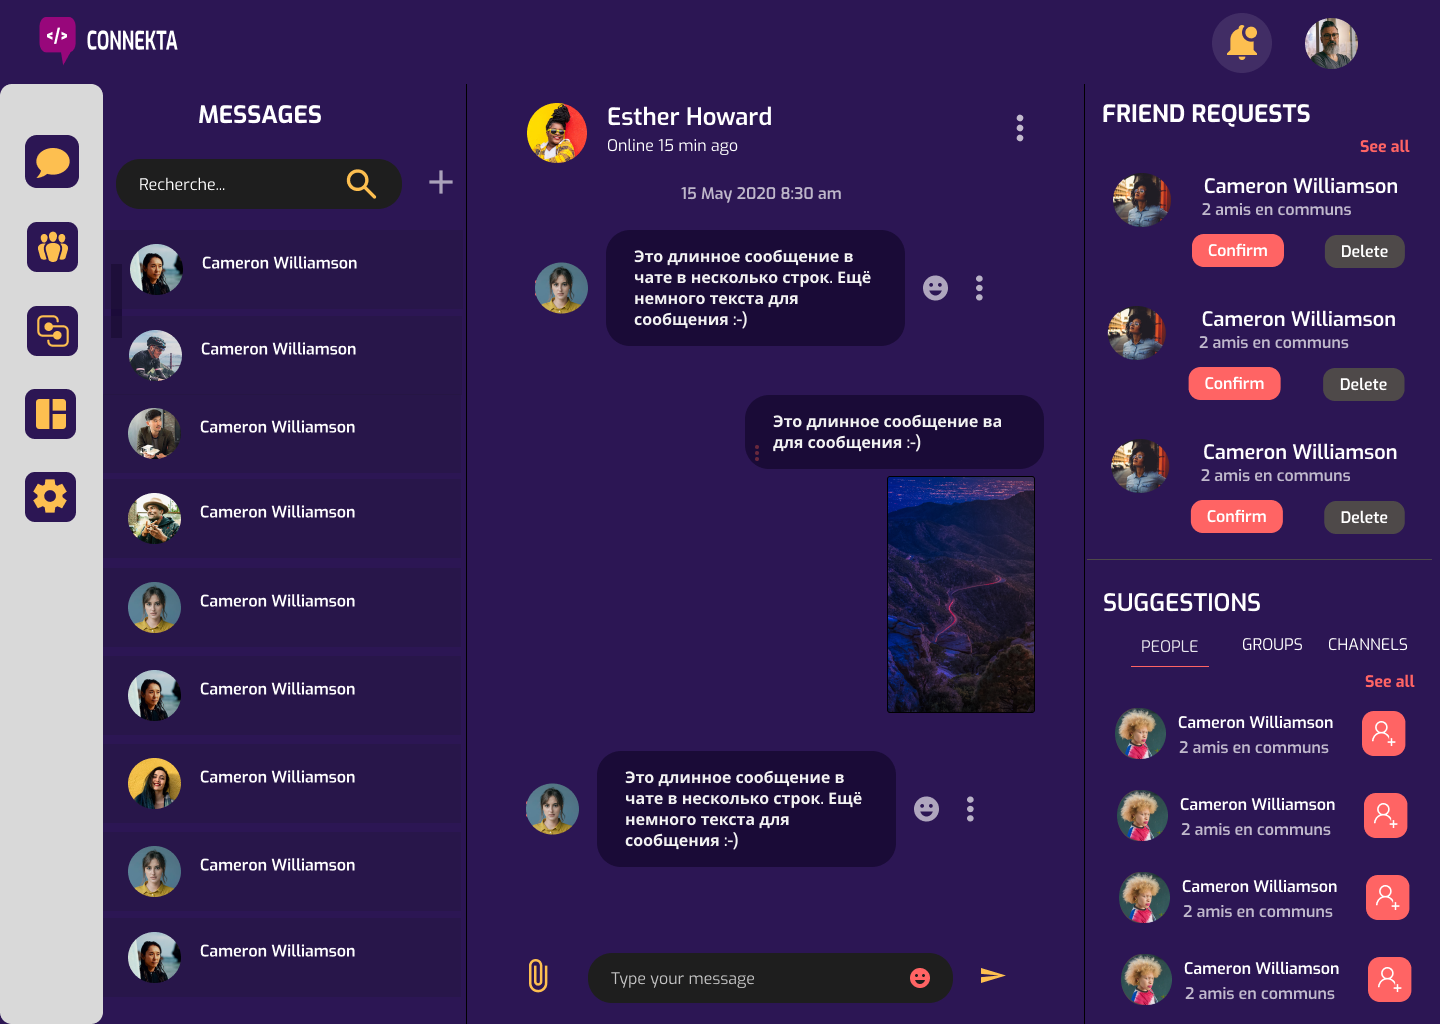 </>
CONNEKTA
MESSAGES
Recherche...
Cameron Williamson
Cameron Williamson
Cameron Williamson
Cameron Williamson
Cameron Williamson
Cameron Williamson
Cameron Williamson
Cameron Williamson
Cameron Williamson
Esther Howard
Online 15 min ago
15 May 2020 8:30 am
Это длинное сообщение в
чате в несколько строк. Ещё
немного текста для
сообщения :-)
Это длинное сообщение ва
для сообщения :-)
Это длинное сообщение в
чате в несколько строк. Ещё
немного текста для
сообщения :-)
Type your message
FRIEND REQUESTS
See all
Cameron Williamson
2 amis en communs
Confirm Delete
Cameron Williamson
2 amis en communs
Confirm Delete
Cameron Williamson
2 amis en communs
Confirm Delete
SUGGESTIONS
PEOPLE GROUPS CHANNELS
See all
Cameron Williamson
2 amis en communs
Cameron Williamson
2 amis en communs
Cameron Williamson
2 amis en communs
Cameron Williamson
2 amis en communs